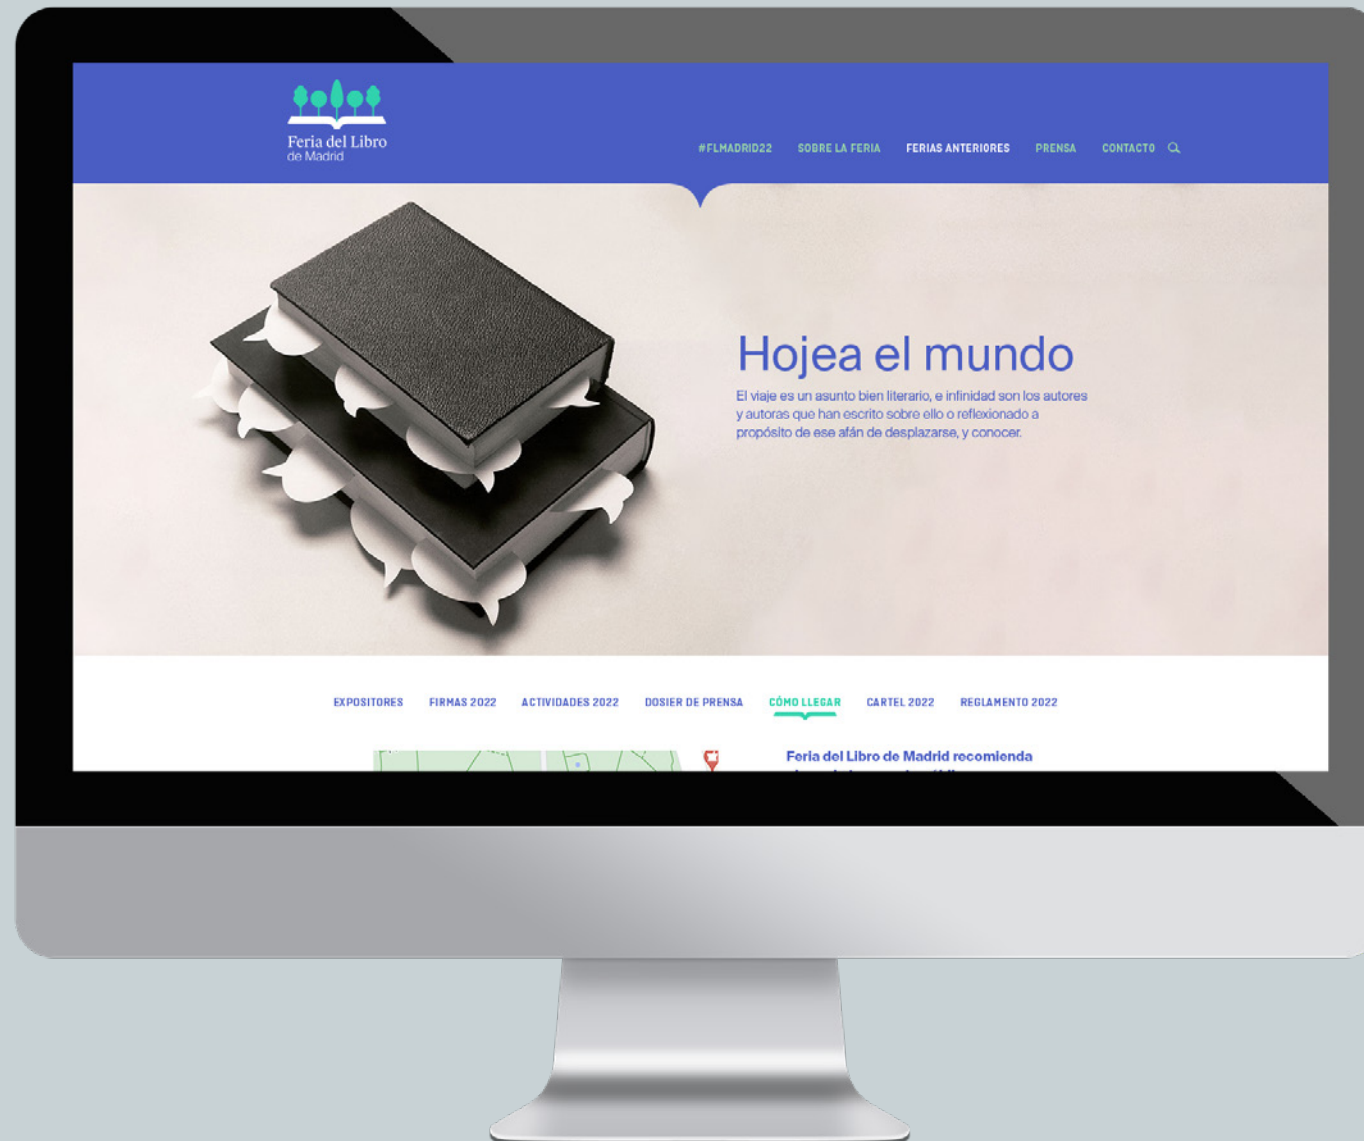 Feria del Libro
de Madrid
#FLMADRID22 SOBRE LA FERIA FERIAS ANTERIORES PRENSA CONTACTO
Hojea el mundo
El viaje es un asunto bien literario, e infinidad son los autores
y autoras que han escrito sobre ello o reflexionado a
propósito de ese afán de desplazarse, y conocer.
EXPOSITORES FIRMAS 2022 ACTIVIDADES 2022 DOSIER DE PRENSA CÓMO LLEGAR CARTEL 2022 REGLAMENTO 2022
Feria del Libro de Madrid recomienda